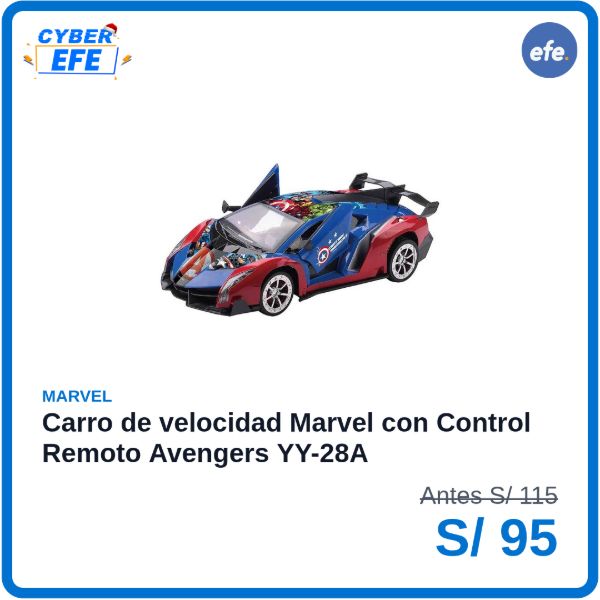 CYBER
EFE
efe.
MARVEL
Carro de velocidad Marvel con Control
Remoto Avengers YY-28A
Antes S/ 115
S/ 95